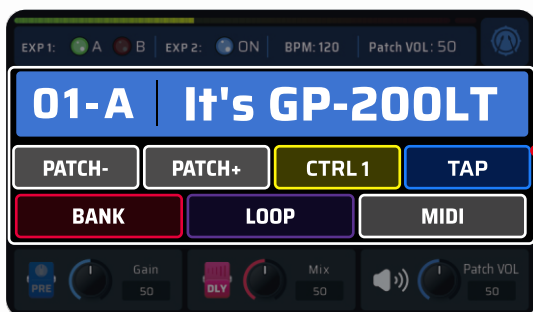 EXP 1: A B EXP 2: ON BPM: 120 Patch VOL: 50
01-A It's GP-200LT
PATCH- PATCH+ CTRL 1 TAP
BANK LOOP MIDI
Gain Mix Patch VOL
PRE 50 DLY 50 50